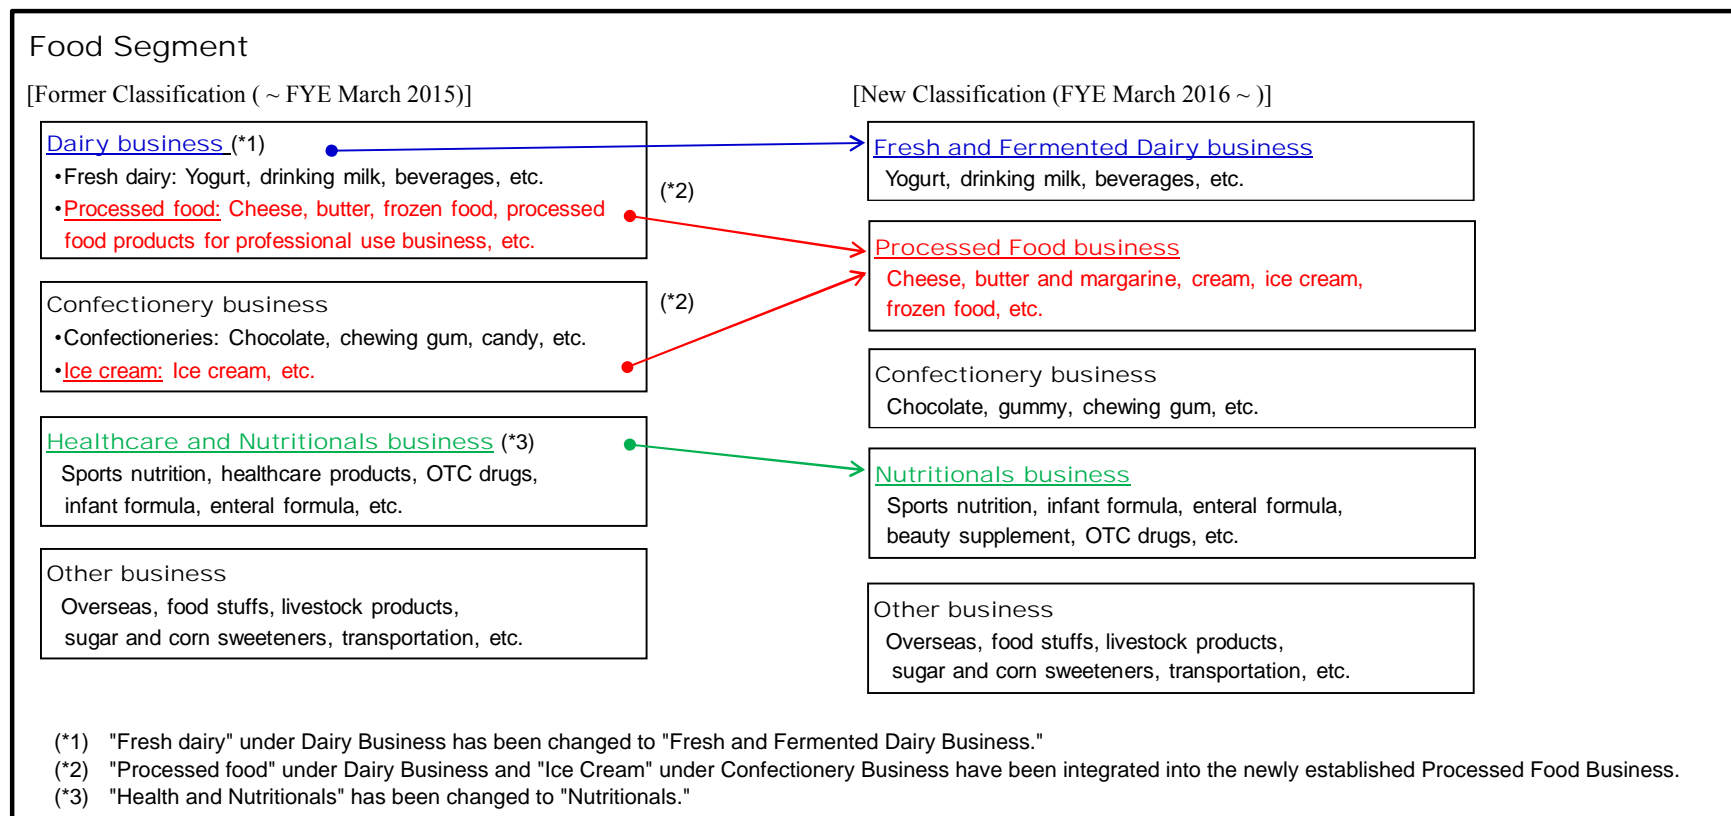 Food Segment
[Former Classification ( ~ FYE March 2015)]
Dairy business (*1)
•Fresh dairy: Yogurt, drinking milk, beverages, etc.
•Processed food: Cheese, butter, frozen food, processed
food products for professional use business, etc.
(*2)
Confectionery business
•Confectioneries: Chocolate, chewing gum, candy, etc.
•Ice cream: Ice cream, etc.
(*2)
Healthcare and Nutritionals business (*3)
Sports nutrition, healthcare products, OTC drugs,
infant formula, enteral formula, etc.
Other business
Overseas, food stuffs, livestock products,
sugar and corn sweeteners, transportation, etc.
[New Classification (FYE March 2016 ~ )]
Fresh and Fermented Dairy business
Yogurt, drinking milk, beverages, etc.
Processed Food business
Cheese, butter and margarine, cream, ice cream,
frozen food, etc.
Confectionery business
Chocolate, gummy, chewing gum, etc.
Nutritionals business
Sports nutrition, infant formula, enteral formula,
beauty supplement, OTC drugs, etc.
Other business
Overseas, food stuffs, livestock products,
sugar and corn sweeteners, transportation, etc.
(*1) "Fresh dairy" under Dairy Business has been changed to "Fresh and Fermented Dairy Business."
(*2) "Processed food" under Dairy Business and "Ice Cream" under Confectionery Business have been integrated into the newly established Processed Food Business.
(*3) "Health and Nutritionals" has been changed to "Nutritionals."